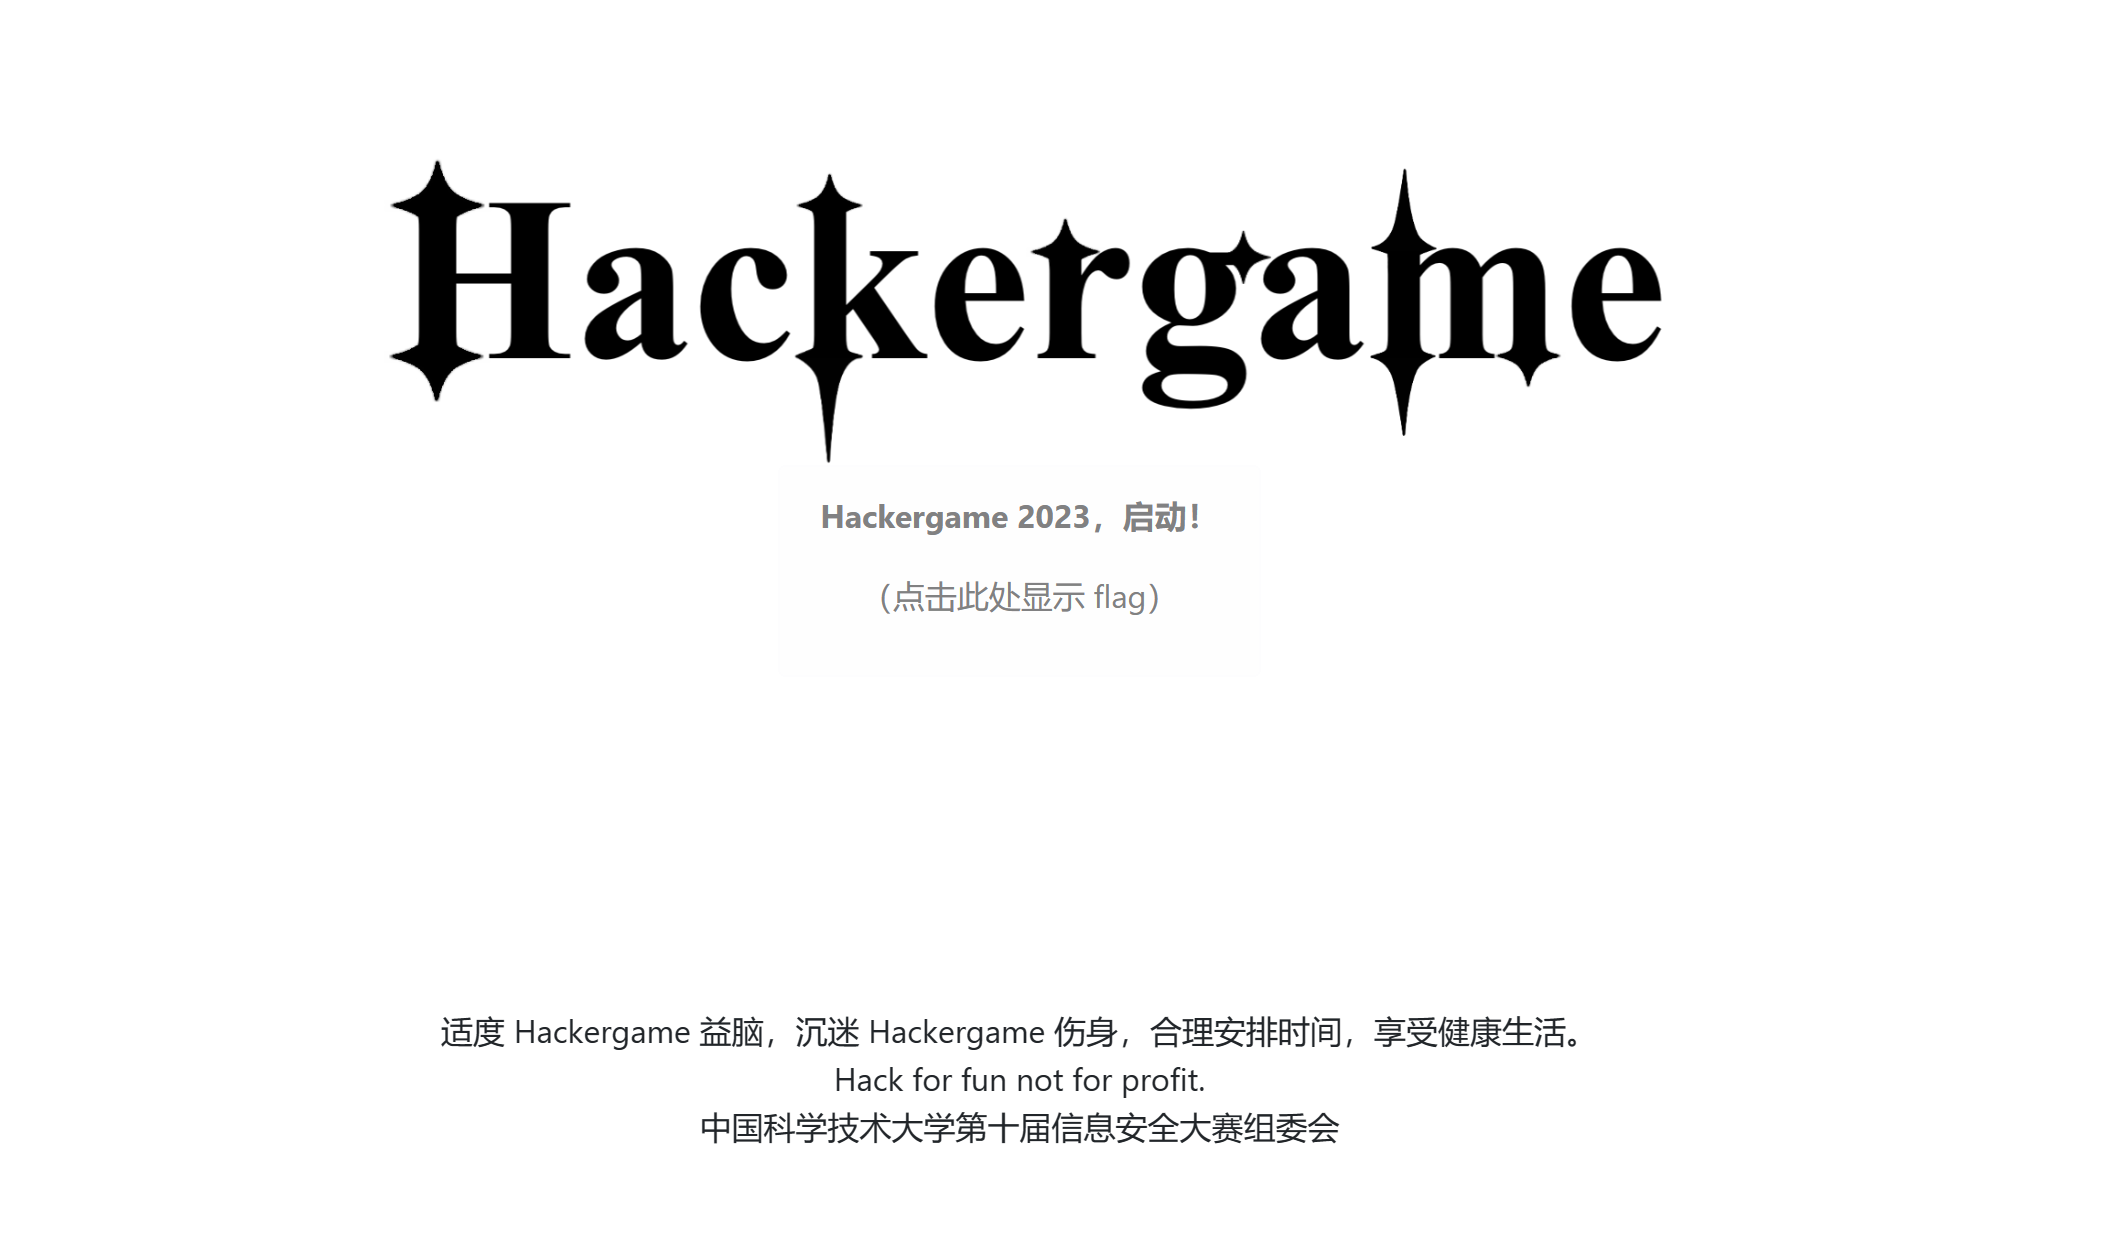 Hackergame
Hackergame 2023，启动！
（点击此处显示 flag）
适度 Hackergame 益脑，沉迷 Hackergame 伤身，合理安排时间，享受健康生活。
Hack for fun not for profit.
中国科学技术大学第十届信息安全大赛组委会